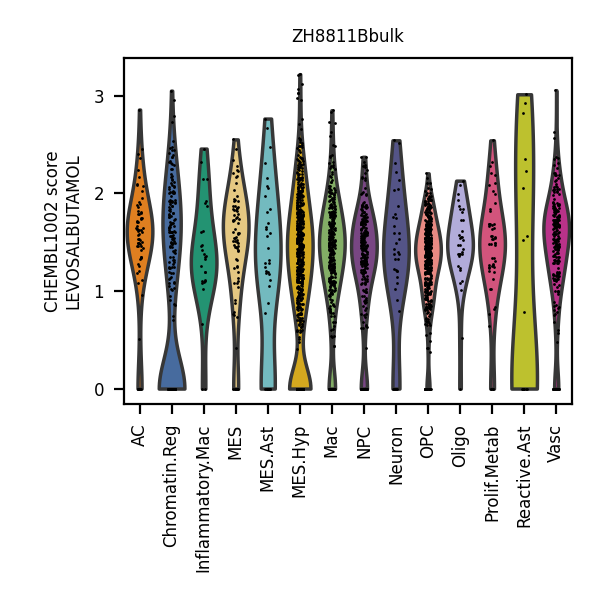 ZH8811Bbulk
CHEMBL1002 score
LEVOSALBUTAMOL
3
2
1
0
AC
Chromatin.Reg
Inflammatory.Mac
MES
MES.Ast
MES.Hyp
Mac
NPC
Neuron
OPC
Oligo
Prolif.Metab
Reactive.Ast
Vasc